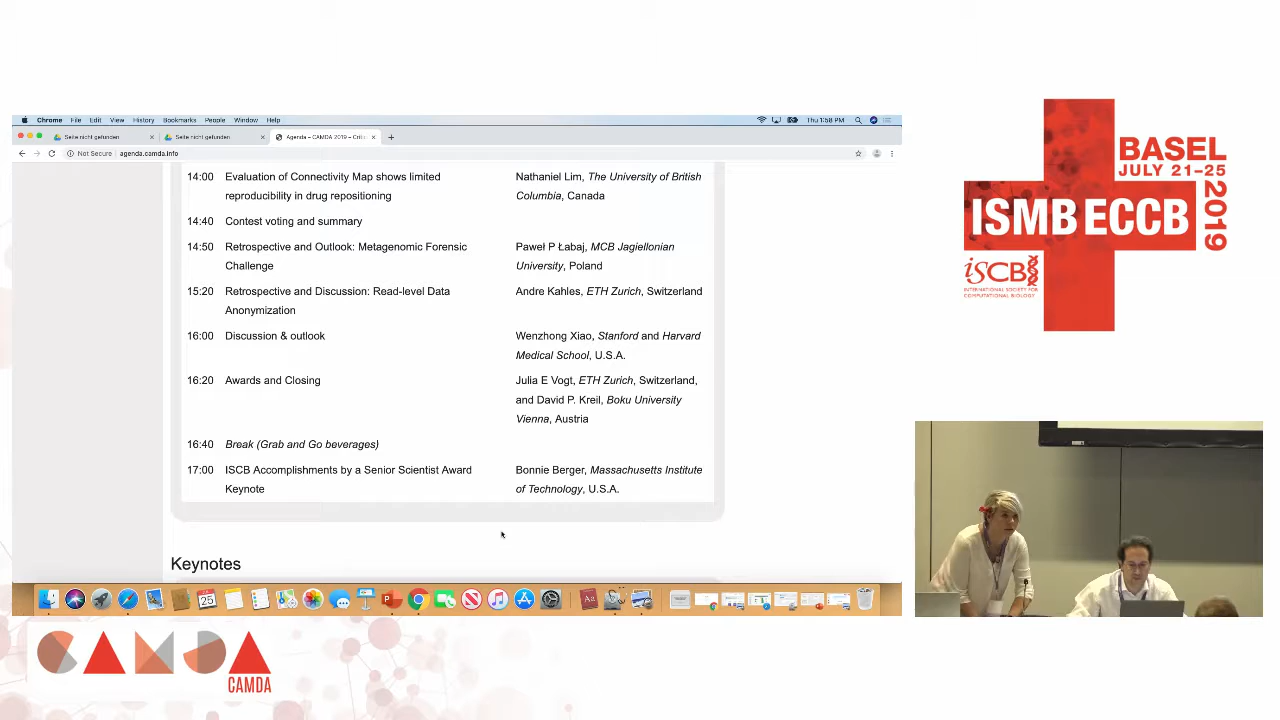 Chrome File Edit View History Bookmarks People Window Help
Thu 1:58 PM
Seite nicht gefunden
Seite nicht gefunden
Agenda – CAMDA 2019 – Criti
Not Secure | agenda.camda.info
14:00 Evaluation of Connectivity Map shows limited Nathaniel Lim, The University of British
reproducibility in drug repositioning Columbia, Canada
14:40 Contest voting and summary
14:50 Retrospective and Outlook: Metagenomic Forensic Paweł P Łabaj, MCB Jagiellonian
Challenge University, Poland
15:20 Retrospective and Discussion: Read-level Data Andre Kahles, ETH Zurich, Switzerland
Anonymization
16:00 Discussion & outlook Wenzhong Xiao, Stanford and Harvard
Medical School, U.S.A.
16:20 Awards and Closing Julia E Vogt, ETH Zurich, Switzerland,
and David P. Kreil, Boku University
Vienna, Austria
16:40 Break (Grab and Go beverages)
17:00 ISCB Accomplishments by a Senior Scientist Award Bonnie Berger, Massachusetts Institute
Keynote of Technology, U.S.A.
Keynotes
25
CAMDA
CAMDA
BASEL
JULY 21–25
2019
ISMB ECCB
ISCB
INTERNATIONAL SOCIETY FOR
COMPUTATIONAL BIOLOGY